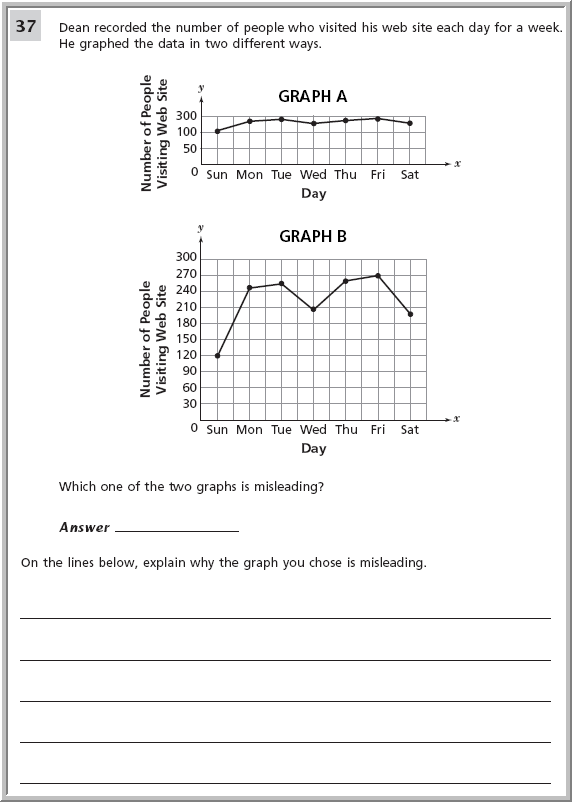 37
Dean recorded the number of people who visited his web site each day for a week.
He graphed the data in two different ways.
GRAPH A
y
Number of People
Visiting Web Site
300
100
50
0
Sun Mon Tue Wed Thu Fri Sat
x
Day
GRAPH B
y
Number of People
Visiting Web Site
300
270
240
210
180
150
120
90
60
30
0
Sun Mon Tue Wed Thu Fri Sat
x
Day
Which one of the two graphs is misleading?
Answer
On the lines below, explain why the graph you chose is misleading.